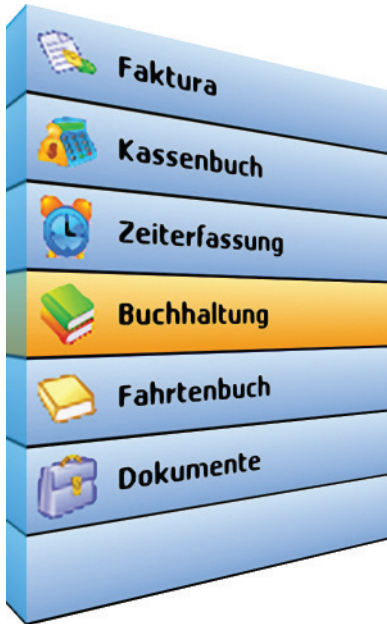 Faktura
Kassenbuch
Zeiterfassung
Buchhaltung
Fahrtenbuch
Dokumente